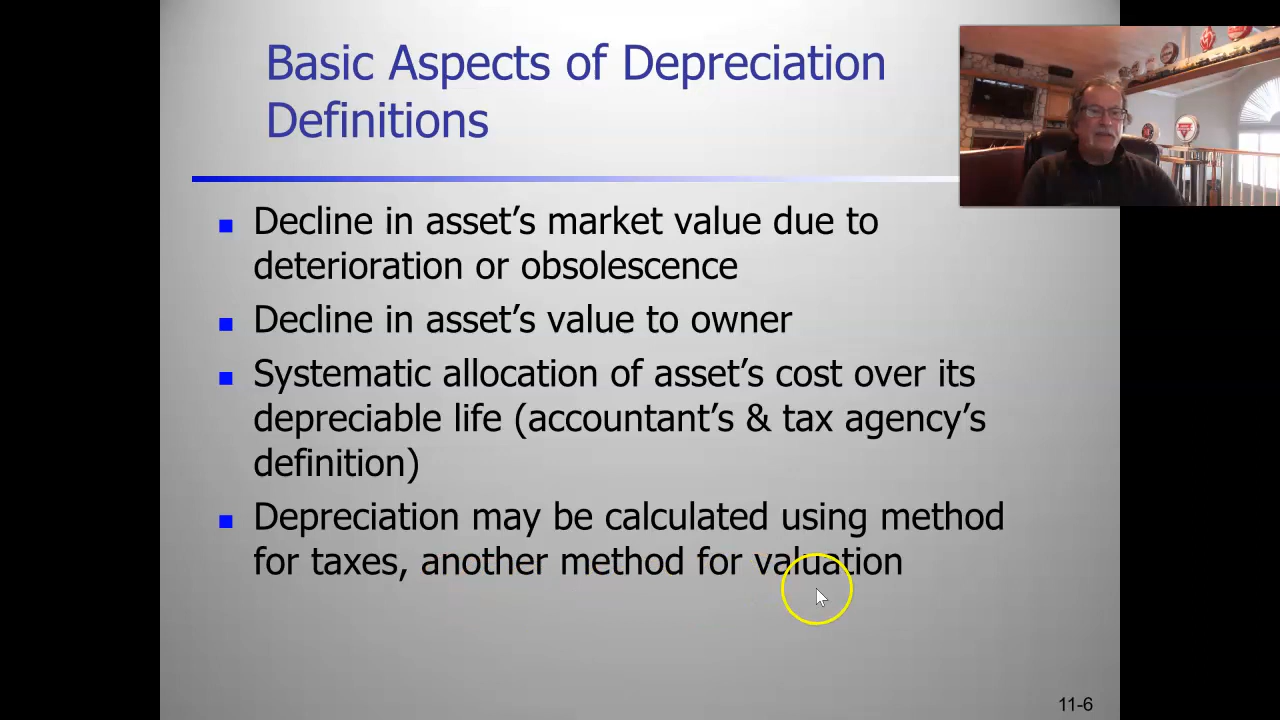 Basic Aspects of Depreciation
Definitions
Decline in asset’s market value due to
deterioration or obsolescence
Decline in asset’s value to owner
Systematic allocation of asset’s cost over its
depreciable life (accountant’s & tax agency’s
definition)
Depreciation may be calculated using method
for taxes, another method for valuation
11-6